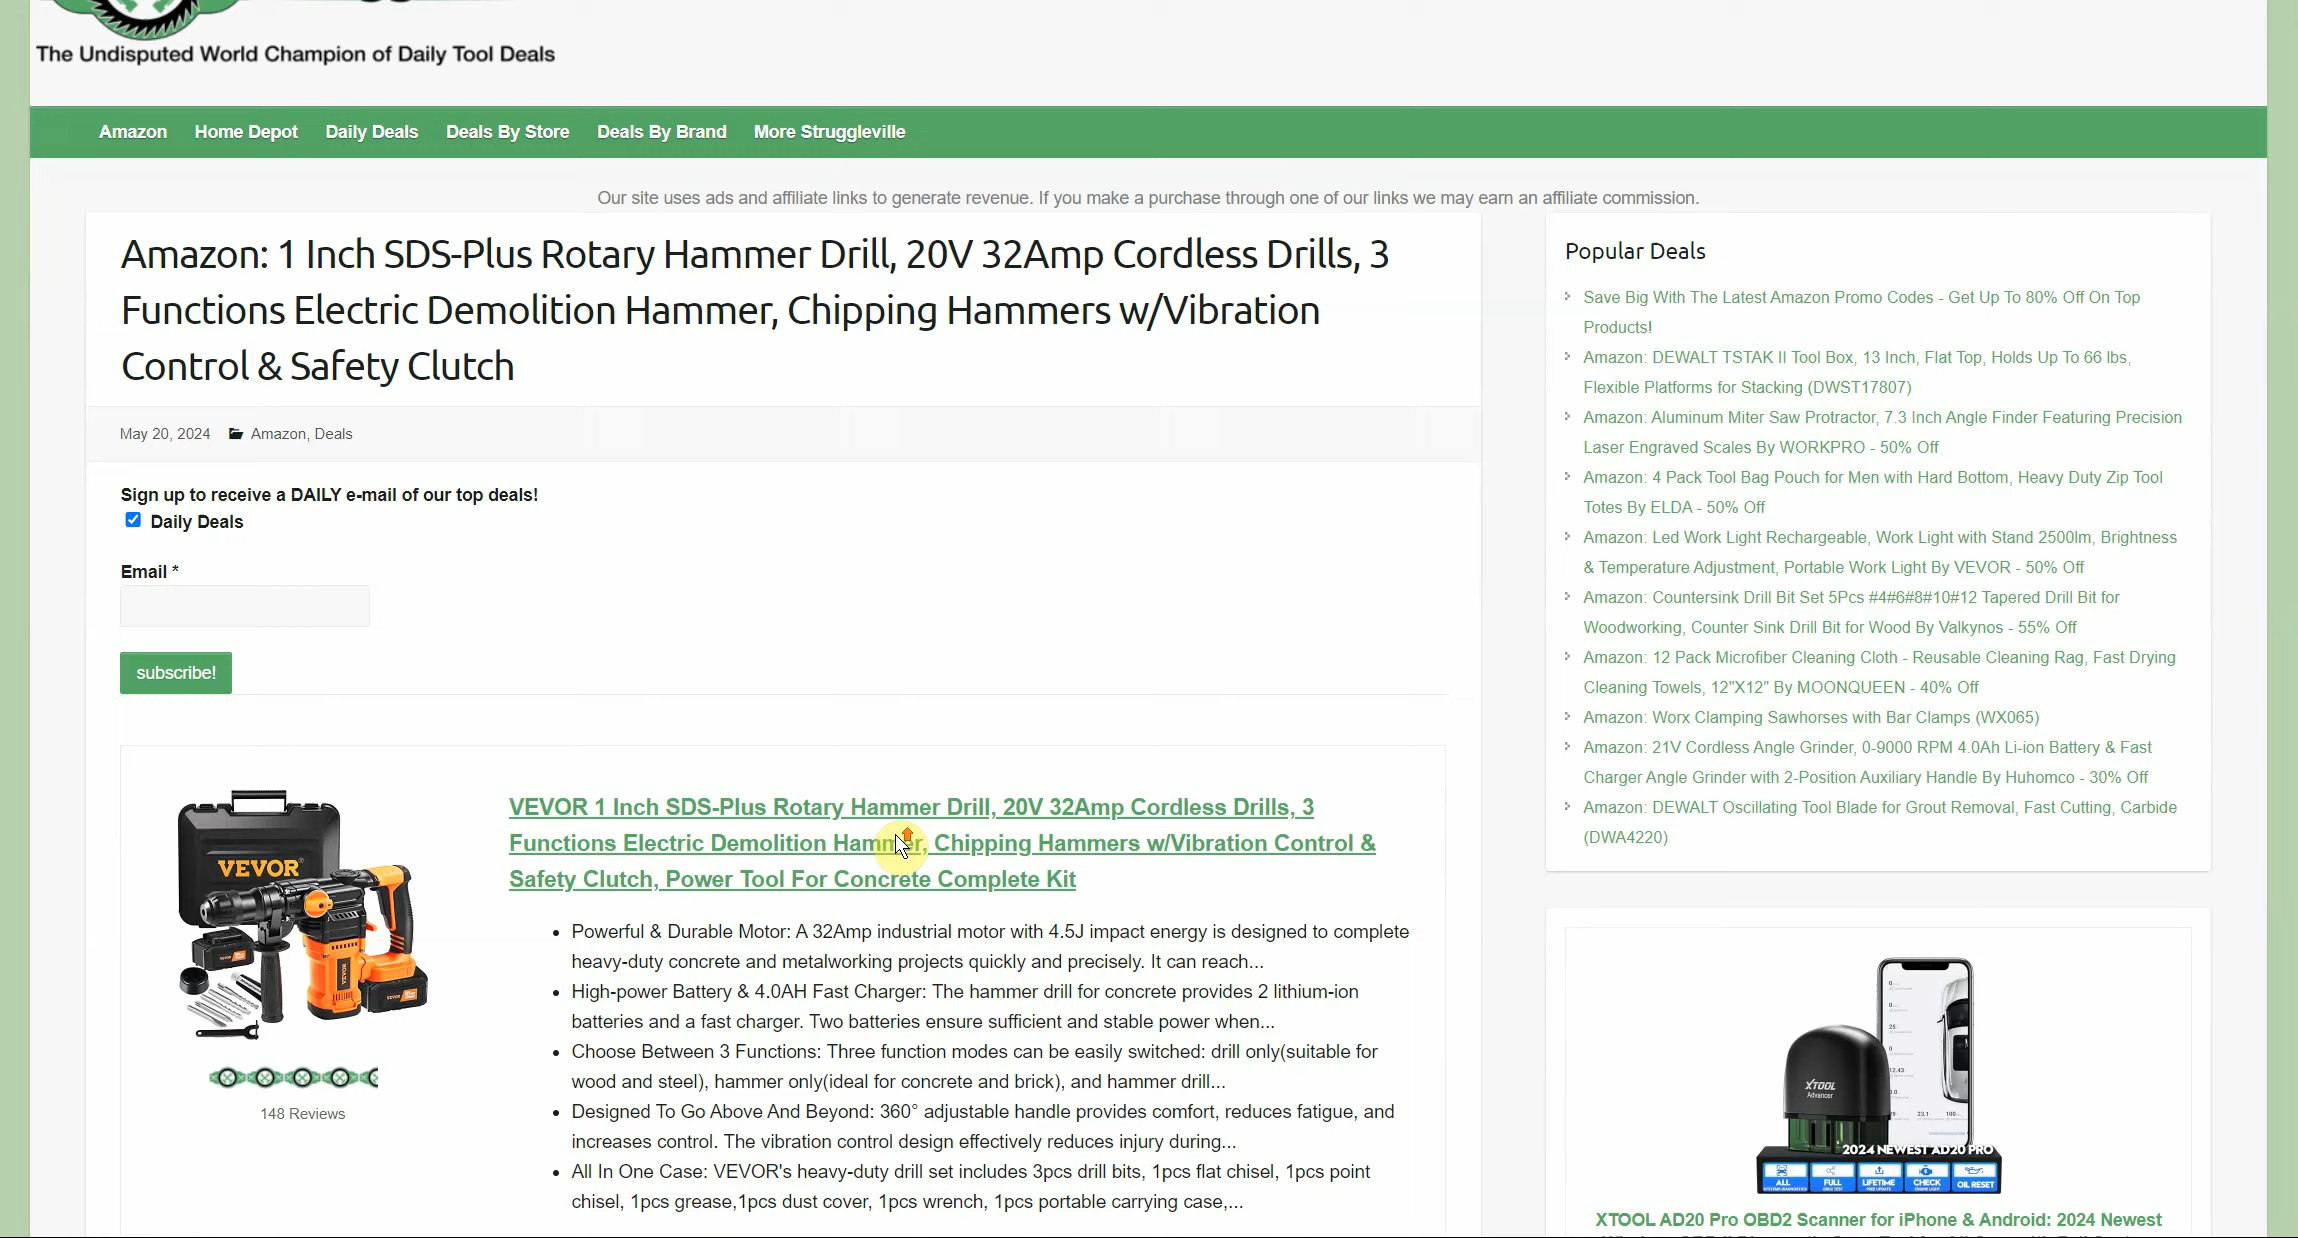 The Undisputed World Champion of Daily Tool Deals
Amazon Home Depot Daily Deals Deals By Store Deals By Brand More Struggleville
Our site uses ads and affiliate links to generate revenue. If you make a purchase through one of our links we may earn an affiliate commission.
Amazon: 1 Inch SDS-Plus Rotary Hammer Drill, 20V 32Amp Cordless Drills, 3
Functions Electric Demolition Hammer, Chipping Hammers w/Vibration
Control & Safety Clutch
May 20, 2024 Amazon, Deals
Sign up to receive a DAILY e-mail of our top deals!
Daily Deals
Email *
subscribe!
VEVOR
VEVOR
148 Reviews
VEVOR 1 Inch SDS-Plus Rotary Hammer Drill, 20V 32Amp Cordless Drills, 3
Functions Electric Demolition Hammer, Chipping Hammers w/Vibration Control &
Safety Clutch, Power Tool For Concrete Complete Kit
• Powerful & Durable Motor: A 32Amp industrial motor with 4.5J impact energy is designed to complete
heavy-duty concrete and metalworking projects quickly and precisely. It can reach...
• High-power Battery & 4.0AH Fast Charger: The hammer drill for concrete provides 2 lithium-ion
batteries and a fast charger. Two batteries ensure sufficient and stable power when...
• Choose Between 3 Functions: Three function modes can be easily switched: drill only(suitable for
wood and steel), hammer only(ideal for concrete and brick), and hammer drill...
• Designed To Go Above And Beyond: 360° adjustable handle provides comfort, reduces fatigue, and
increases control. The vibration control design effectively reduces injury during...
• All In One Case: VEVOR's heavy-duty drill set includes 3pcs drill bits, 1pcs flat chisel, 1pcs point
chisel, 1pcs grease,1pcs dust cover, 1pcs wrench, 1pcs portable carrying case,...
Popular Deals
Save Big With The Latest Amazon Promo Codes - Get Up To 80% Off On Top
Products!
Amazon: DEWALT TSTAK II Tool Box, 13 Inch, Flat Top, Holds Up To 66 lbs,
Flexible Platforms for Stacking (DWST17807)
Amazon: Aluminum Miter Saw Protractor, 7.3 Inch Angle Finder Featuring Precision
Laser Engraved Scales By WORKPRO - 50% Off
Amazon: 4 Pack Tool Bag Pouch for Men with Hard Bottom, Heavy Duty Zip Tool
Totes By ELDA - 50% Off
Amazon: Led Work Light Rechargeable, Work Light with Stand 2500lm, Brightness
& Temperature Adjustment, Portable Work Light By VEVOR - 50% Off
Amazon: Countersink Drill Bit Set 5Pcs #4#6#8#10#12 Tapered Drill Bit for
Woodworking, Counter Sink Drill Bit for Wood By Valkynos - 55% Off
Amazon: 12 Pack Microfiber Cleaning Cloth - Reusable Cleaning Rag, Fast Drying
Cleaning Towels, 12"X12" By MOONQUEEN - 40% Off
Amazon: Worx Clamping Sawhorses with Bar Clamps (WX065)
Amazon: 21V Cordless Angle Grinder, 0-9000 RPM 4.0Ah Li-ion Battery & Fast
Charger Angle Grinder with 2-Position Auxiliary Handle By Huhomco - 30% Off
Amazon: DEWALT Oscillating Tool Blade for Grout Removal, Fast Cutting, Carbide
(DWA4220)
XTOOL
Advancer
2024 NEWEST AD20 PRO
ALL FULL LIFETIME CHECK OIL RESET
XTOOL AD20 Pro OBD2 Scanner for iPhone & Android: 2024 Newest